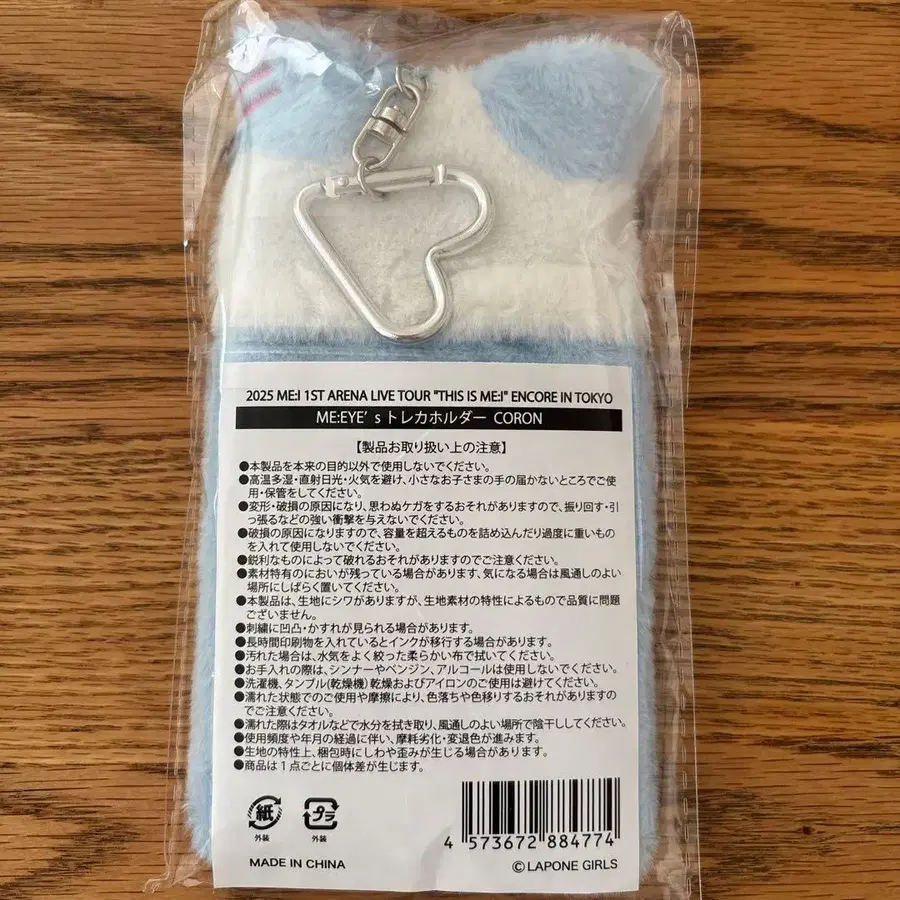 2025 ME:I 1ST ARENA LIVE TOUR "THIS IS ME:I" ENCORE IN TOKYO
ME:EYE's トレカホルダー CORON
【製品お取り扱い上の注意】
●本製品を本来の目的以外で使用しないでください。
●高温多湿・直射日光・火気を避け、小さなお子さまの手の届かないところでご使
用・保管をしてください。
●変形・破損の原因になり、思わぬケガをするおそれがありますので、振り回す・引
っ張るなどの強い衝撃を与えないでください。
●破損の原因になりますので、容量を超えるものを詰め込んだり過度に重いもの
を入れて使用しないでください。
●鋭利なものによって破れるおそれがありますのでご注意ください。
●素材特有のにおいが残っている場合があります、気になる場合は風通しのよい
場所にしばらく置いてください。
●本製品は、生地にシワがありますが、生地素材の特性によるもので品質に問題
ございません。
●刺繍に凹凸・かすれが見られる場合があります。
●長時間印刷物を入れているとインクが移行する場合があります。
●汚れた場合は、水気をよく絞った柔らかい布で拭いてください。
●お手入れの際は、シンナーやベンジン、アルコールは使用しないでください。
●洗濯機、タンブル(乾燥機)乾燥およびアイロンのご使用は避けてください。
●濡れた状態でのご使用や摩擦により、色落ちや色移りするおそれがありますの
でご注意ください。
●濡れた際はタオルなどで水分を拭き取り、風通しのよい場所で陰干ししてください。
●使用頻度や年月の経過に伴い、摩耗劣化・変退色が進みます。
●生地の特性上、梱包時にしわや歪みが生じる場合があります。
●商品は1点ごとに個体差が生じます。
紙 プラ
外装 外装
4 573672 884774
MADE IN CHINA
©LAPONE GIRLS